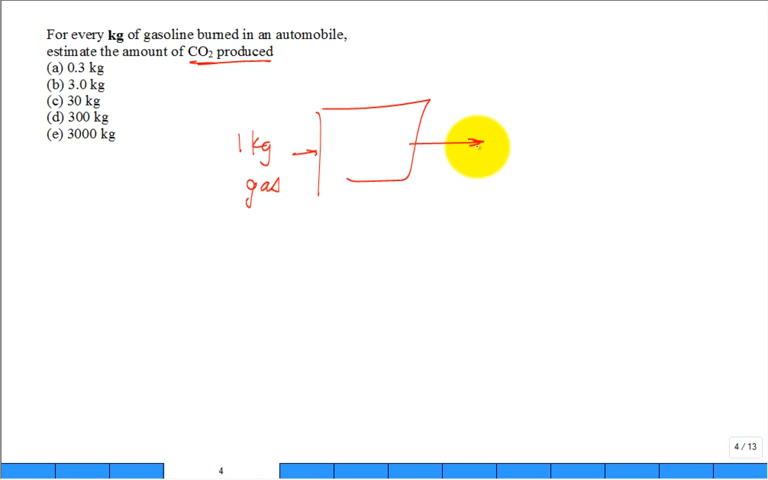 For every kg of gasoline burned in an automobile,
estimate the amount of CO₂ produced
(a) 0.3 kg
(b) 3.0 kg
(c) 30 kg
(d) 300 kg
(e) 3000 kg
1 kg
gas
4 / 13
4